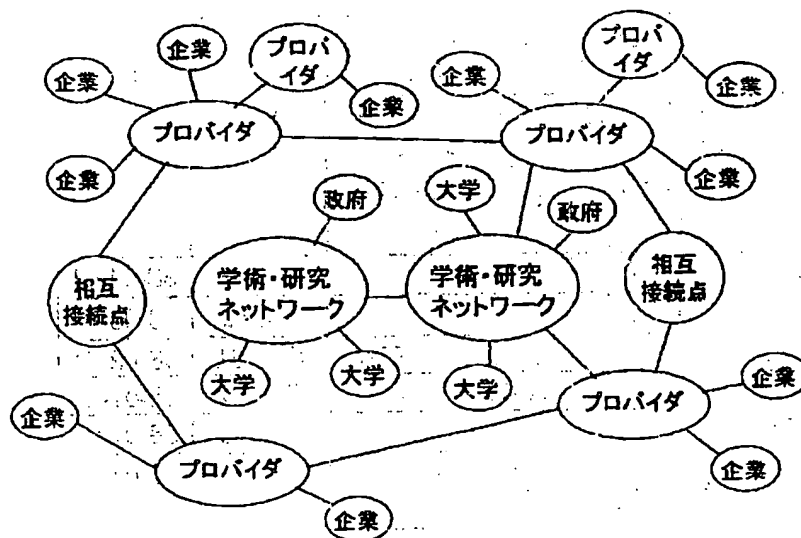 企業
プロバ
イダ
プロバ
イダ
企業
企業
企業
企業
企業
プロバイダ
プロバイダ
企業
企業
政府
大学
政府
相互
接続点
学術・研究
ネットワーク
学術・研究
ネットワーク
相互
接続点
大学
大学
大学
企業
プロバイダ
企業
プロバイダ
企業
企業